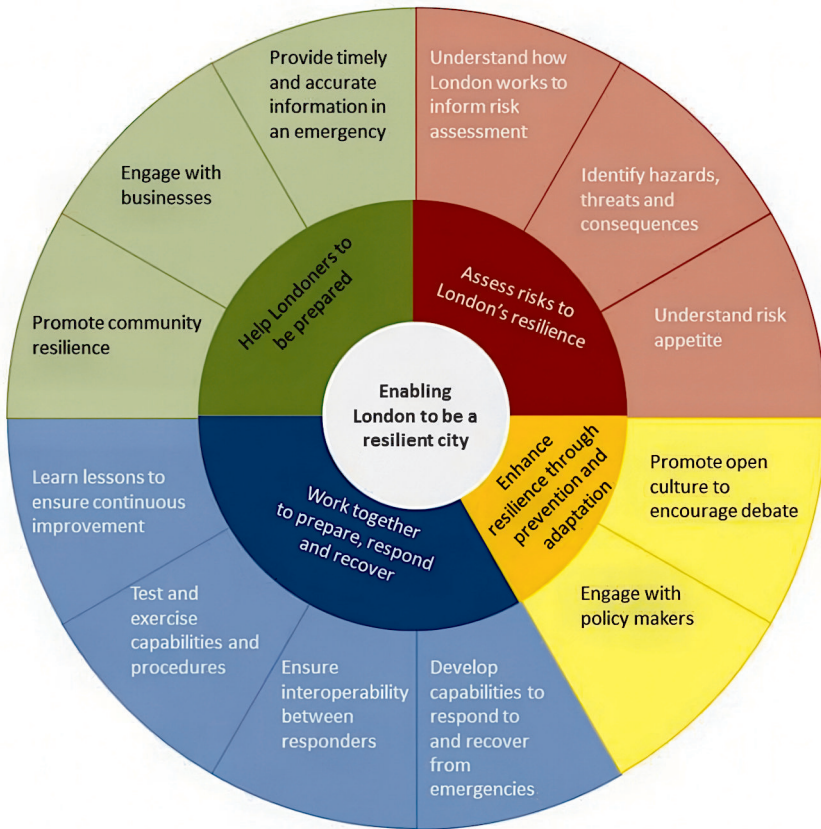 Provide timely
and accurate
information in
an emergency
Understand how
London works to
inform risk
assessment
Engage with
businesses
Identify hazards,
threats and
consequences
Promote community
resilience
Understand risk
appetite
Help Londoners to
be prepared
Assess risks to
London's resilience
Enabling
London to be a
resilient city
Enhance
resilience through
prevention and
adaptation
Work together
to prepare, respond
and recover
Learn lessons to
ensure continuous
improvement
Promote open
culture to
encourage debate
Test and
exercise
capabilities and
procedures
Engage with
policy makers
Ensure
interoperability
between
responders
Develop
capabilities to
respond to
and recover
from
emergencies